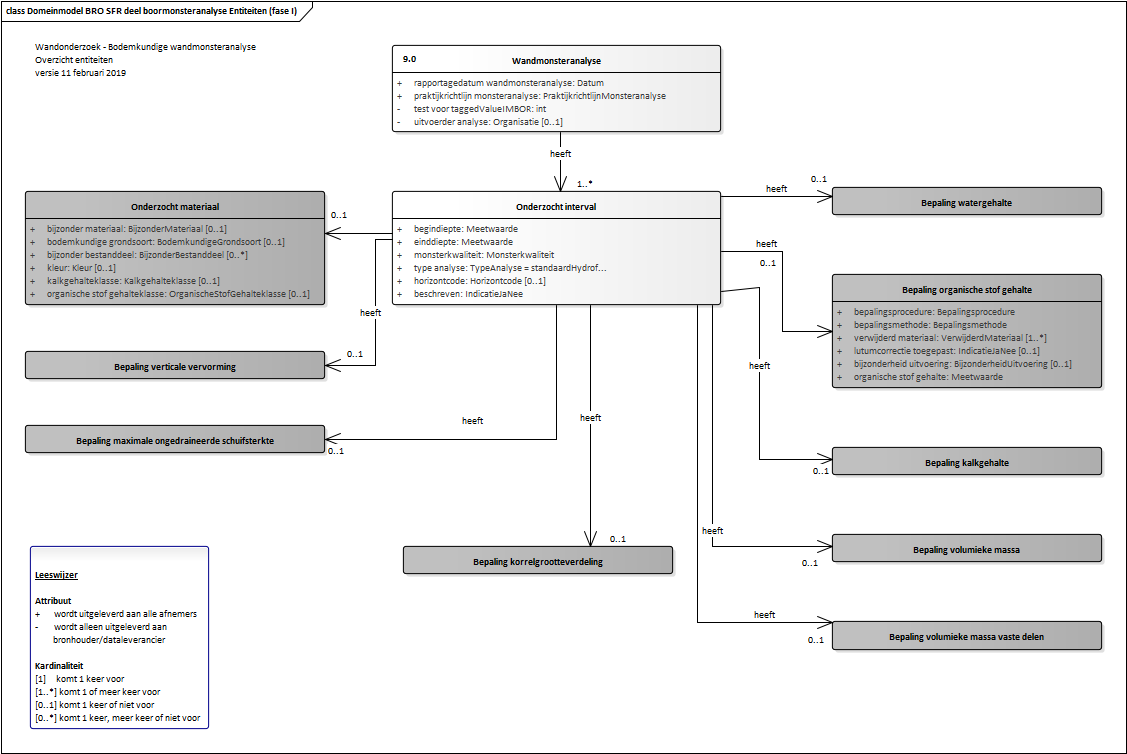 class Domeinmodel BRO SFR deel boormonsteranalyse Entiteiten (fase I)
Wandonderzoek - Bodemkundige wandmonsteranalyse
Overzicht entiteiten
versie 11 februari 2019
9.0 Wandmonsteranalyse
+ rapportagedatum wandmonsteranalyse: Datum
+ praktijkrichtlijn monsteranalyse: PraktijkrichtlijnMonsteranalyse
- test voor taggedValueIMBOR: int
- uitvoerder analyse: Organisatie [0..1]
heeft
1..*
Onderzocht materiaal
+ bijzonder materiaal: BijzonderMateriaal [0..1]
+ bodemkundige grondsoort: BodemkundigeGrondsoort [0..1]
+ bijzonder bestanddeel: BijzonderBestanddeel [0..*]
+ kleur: Kleur [0..1]
+ kalkgehalteklasse: Kalkgehalteklasse [0..1]
+ organische stof gehalteklasse: OrganischeStofGehalteklasse [0..1]
0..1
Onderzocht interval
+ begindiepte: Meetwaarde
+ einddiepte: Meetwaarde
+ monsterkwaliteit: Monsterkwaliteit
+ type analyse: TypeAnalyse = standaardHydrof...
+ horizontcode: Horizontcode [0..1]
+ beschreven: IndicatieJaNee
heeft
0..1
Bepaling watergehalte
heeft
0..1
Bepaling organische stof gehalte
+ bepalingsprocedure: Bepalingsprocedure
+ bepalingsmethode: Bepalingsmethode
+ verwijderd materiaal: VerwijderdMateriaal [1..*]
+ lutumcorrectie toegepast: IndicatieJaNee [0..1]
+ bijzonderheid uitvoering: BijzonderheidUitvoering [0..1]
+ organische stof gehalte: Meetwaarde
heeft
0..1
Bepaling verticale vervorming
heeft
0..1
Bepaling maximale ongedraineerde schuifsterkte
heeft
0..1
Bepaling korrelgrootteverdeling
heeft
0..1
Bepaling kalkgehalte
heeft
0..1
Bepaling volumieke massa
heeft
0..1
Bepaling volumieke massa vaste delen
Leeswijzer
Attribuut
+ wordt uitgeleverd aan alle afnemers
- wordt alleen uitgeleverd aan
bronhouder/dataleverancier
Kardinaliteit
[1] komt 1 keer voor
[1..*] komt 1 of meer keer voor
[0..1] komt 1 keer of niet voor
[0..*] komt 1 keer, meer keer of niet voor